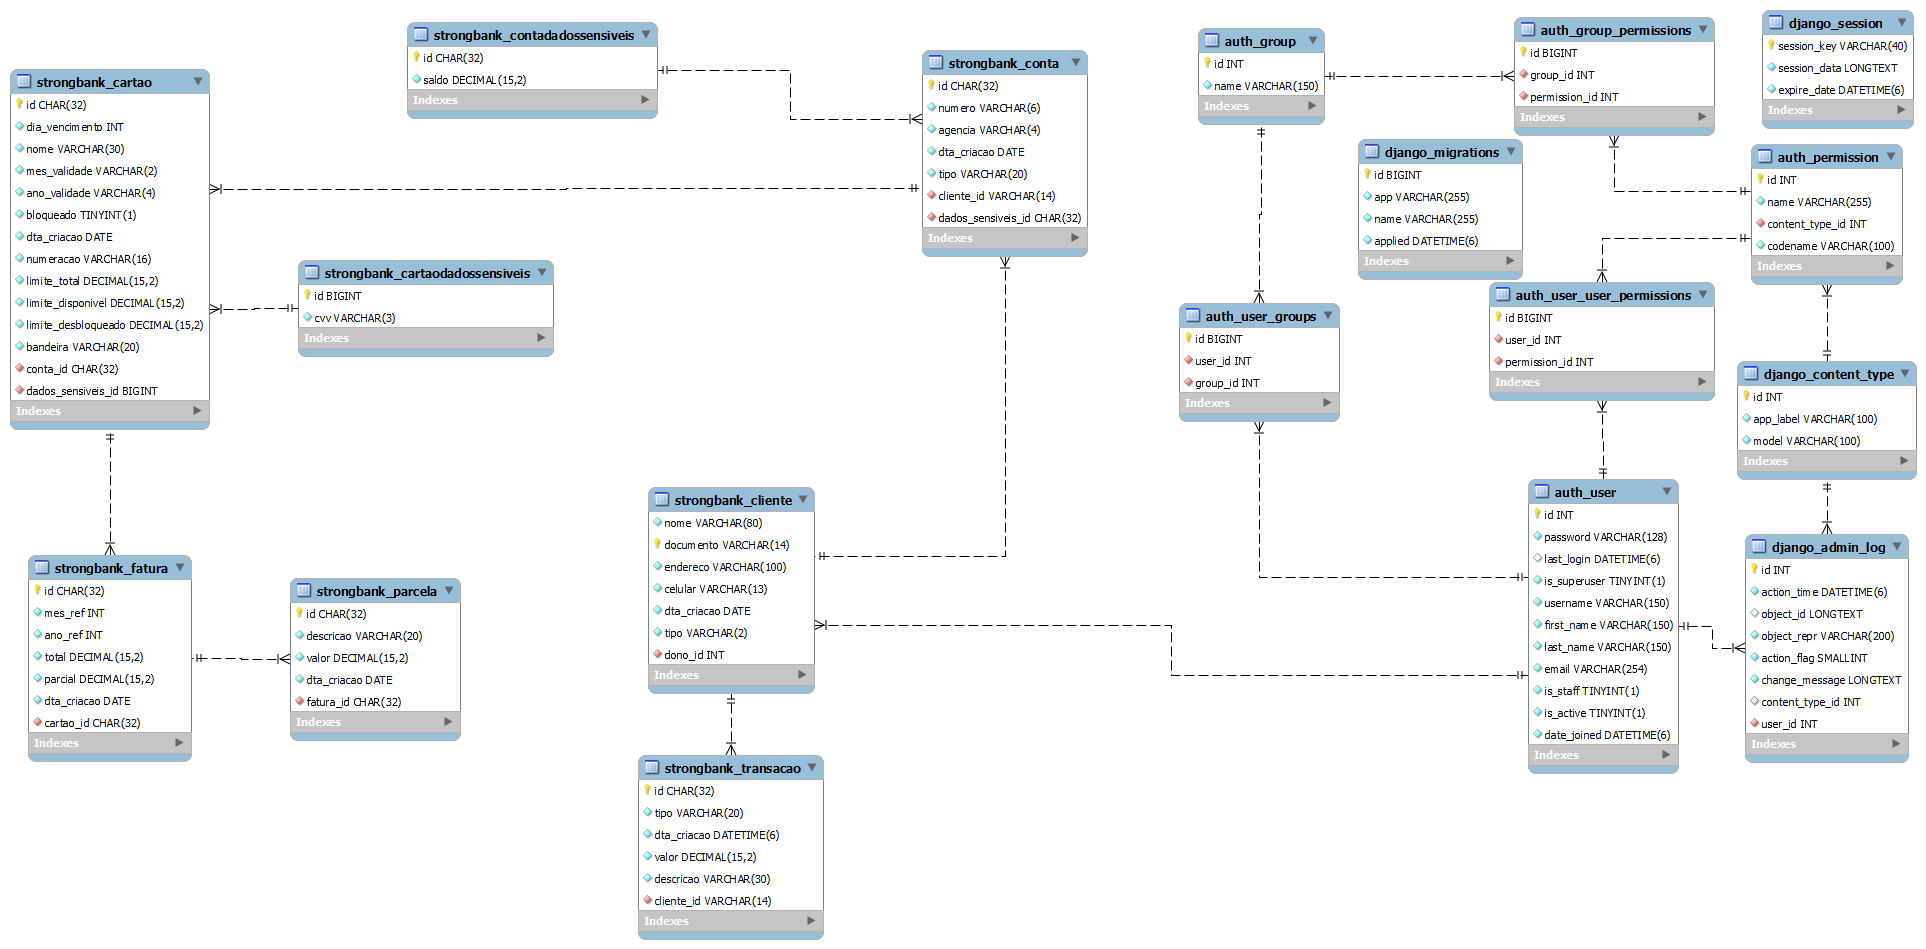 strongbank_contadadossensiveis
id CHAR(32)
saldo DECIMAL(15,2)
Indexes
strongbank_conta
id CHAR(32)
numero VARCHAR(6)
agencia VARCHAR(4)
dta_criacao DATE
tipo VARCHAR(20)
cliente_id VARCHAR(14)
dados_sensiveis_id CHAR(32)
Indexes
strongbank_cartao
id CHAR(32)
dia_vencimento INT
nome VARCHAR(30)
mes_validade VARCHAR(2)
ano_validade VARCHAR(4)
bloqueado TINYINT(1)
dta_criacao DATE
numeracao VARCHAR(16)
limite_total DECIMAL(15,2)
limite_disponivel DECIMAL(15,2)
limite_desbloqueado DECIMAL(15,2)
bandeira VARCHAR(20)
conta_id CHAR(32)
dados_sensiveis_id BIGINT
Indexes
strongbank_cartaodadossensiveis
id BIGINT
cvv VARCHAR(3)
Indexes
strongbank_fatura
id CHAR(32)
mes_ref INT
ano_ref INT
total DECIMAL(15,2)
parcial DECIMAL(15,2)
dta_criacao DATE
cartao_id CHAR(32)
Indexes
strongbank_parcela
id CHAR(32)
descricao VARCHAR(20)
valor DECIMAL(15,2)
dta_criacao DATE
fatura_id CHAR(32)
Indexes
strongbank_cliente
nome VARCHAR(80)
documento VARCHAR(14)
endereco VARCHAR(100)
celular VARCHAR(13)
dta_criacao DATE
tipo VARCHAR(2)
dono_id INT
Indexes
strongbank_transacao
id CHAR(32)
tipo VARCHAR(20)
dta_criacao DATETIME(6)
valor DECIMAL(15,2)
descricao VARCHAR(30)
cliente_id VARCHAR(14)
Indexes
auth_group
id INT
name VARCHAR(150)
Indexes
auth_group_permissions
id BIGINT
group_id INT
permission_id INT
Indexes
django_session
session_key VARCHAR(40)
session_data LONGTEXT
expire_date DATETIME(6)
Indexes
django_migrations
id BIGINT
app VARCHAR(255)
name VARCHAR(255)
applied DATETIME(6)
Indexes
auth_permission
id INT
name VARCHAR(255)
content_type_id INT
codename VARCHAR(100)
Indexes
auth_user_groups
id BIGINT
user_id INT
group_id INT
Indexes
auth_user_user_permissions
id BIGINT
user_id INT
permission_id INT
Indexes
django_content_type
id INT
app_label VARCHAR(100)
model VARCHAR(100)
Indexes
auth_user
id INT
password VARCHAR(128)
last_login DATETIME(6)
is_superuser TINYINT(1)
username VARCHAR(150)
first_name VARCHAR(150)
last_name VARCHAR(150)
email VARCHAR(254)
is_staff TINYINT(1)
is_active TINYINT(1)
date_joined DATETIME(6)
Indexes
django_admin_log
id INT
action_time DATETIME(6)
object_id LONGTEXT
object_repr VARCHAR(200)
action_flag SMALLINT
change_message LONGTEXT
content_type_id INT
user_id INT
Indexes